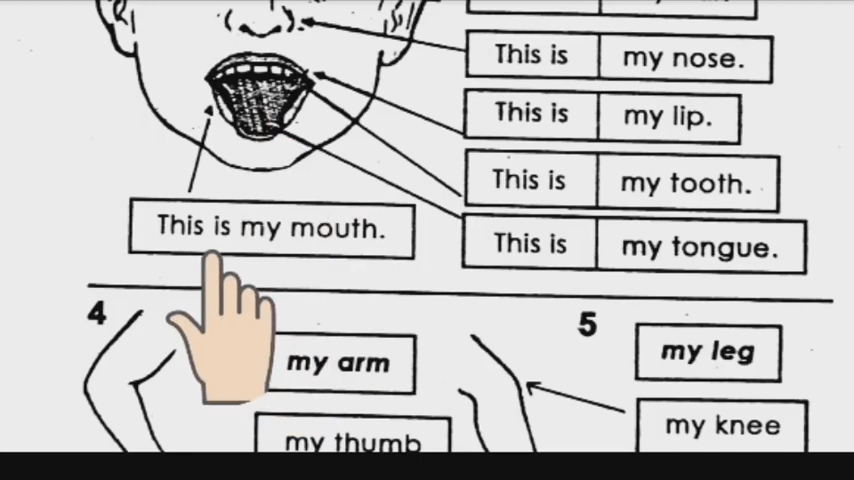 This is my nose.
This is my lip.
This is my tooth.
This is my tongue.
This is my mouth.
4
5
my arm
my leg
my thumb
my knee